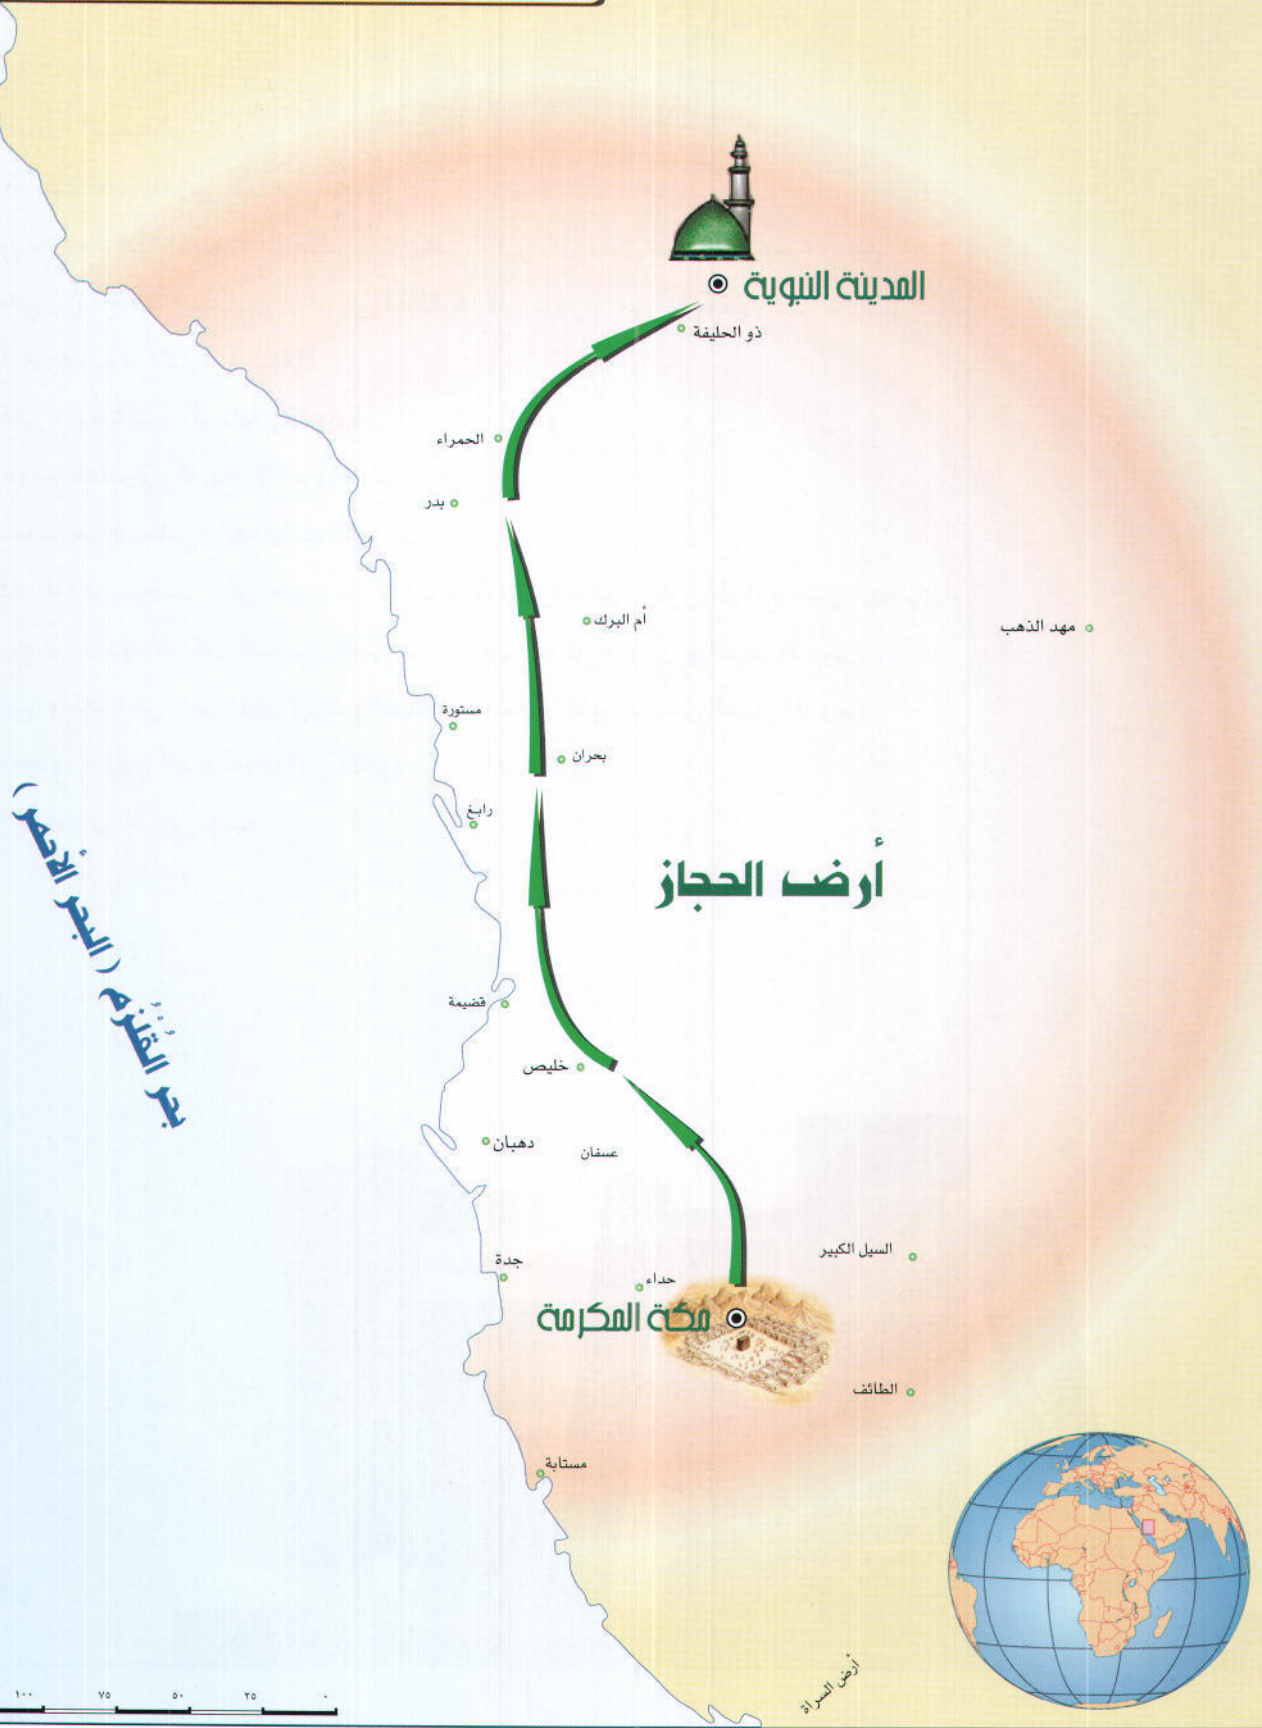 المدينة النبوية
ذو الحليفة
الحمراء
بدر
أم البرك
مهد الذهب
مستورة
بحران
رابغ
أرض الحجاز
بحر القُلْزُم (البحر الأحمر)
قضيمة
خليص
دهبان
عسفان
السيل الكبير
جدة
حداء
مكة المكرمة
الطائف
مستابة
أرض السراة
١٠٠ ٧٥ ٥٠ ٢٥ ٠